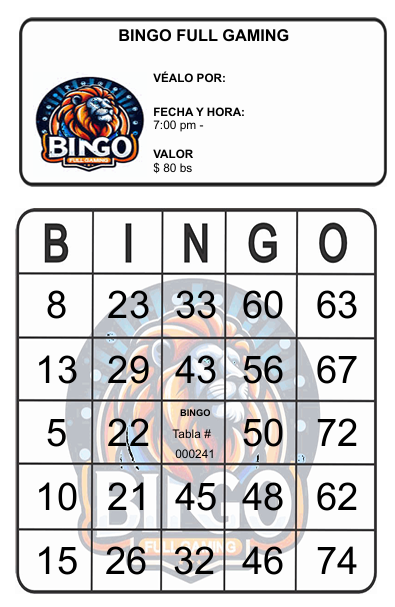 BINGO FULL GAMING
VÉALO POR:
FECHA Y HORA:
7:00 pm -
VALOR
$ 80 bs
BINGO
FULL GAMING
B I N G O
8 23 33 60 63
13 29 43 56 67
BINGO
5 22 Tabla # 50 72
000241
10 21 45 48 62
15 26 32 46 74
BINGO
FULL GAMING